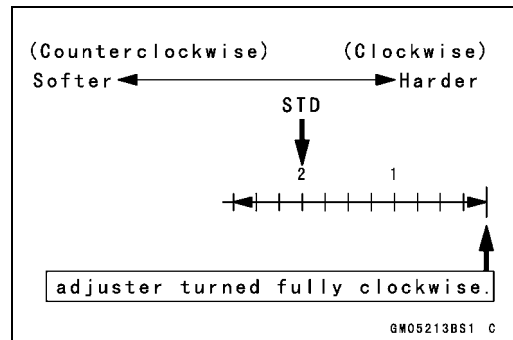 (Counterclockwise) (Clockwise)
Softer Harder
STD
2 1
adjuster turned fully clockwise.
GM05213BS1 C